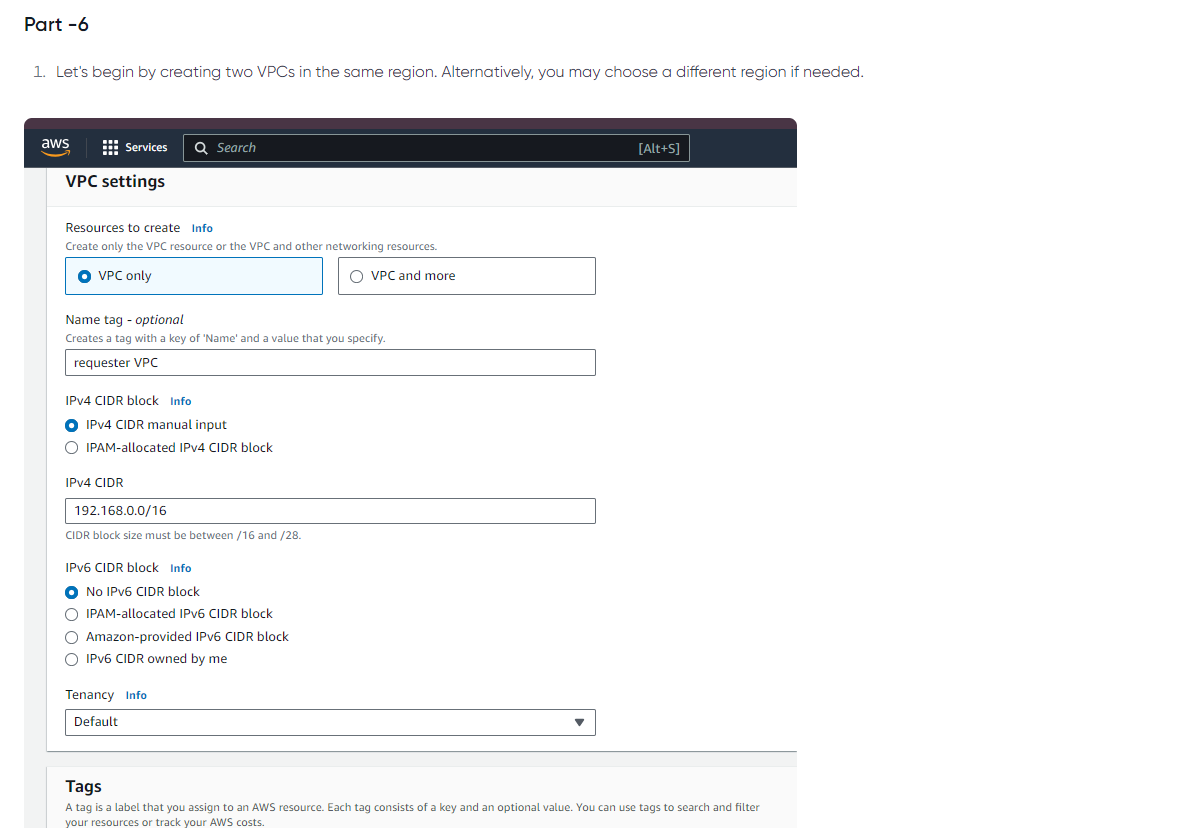 Part -6
1. Let's begin by creating two VPCs in the same region. Alternatively, you may choose a different region if needed.
aws Services Search [Alt+S]
VPC settings
Resources to create Info
Create only the VPC resource or the VPC and other networking resources.
VPC only VPC and more
Name tag - optional
Creates a tag with a key of 'Name' and a value that you specify.
requester VPC
IPv4 CIDR block Info
IPv4 CIDR manual input
IPAM-allocated IPv4 CIDR block
IPv4 CIDR
192.168.0.0/16
CIDR block size must be between /16 and /28.
IPv6 CIDR block Info
No IPv6 CIDR block
IPAM-allocated IPv6 CIDR block
Amazon-provided IPv6 CIDR block
IPv6 CIDR owned by me
Tenancy Info
Default
Tags
A tag is a label that you assign to an AWS resource. Each tag consists of a key and an optional value. You can use tags to search and filter
your resources or track your AWS costs.